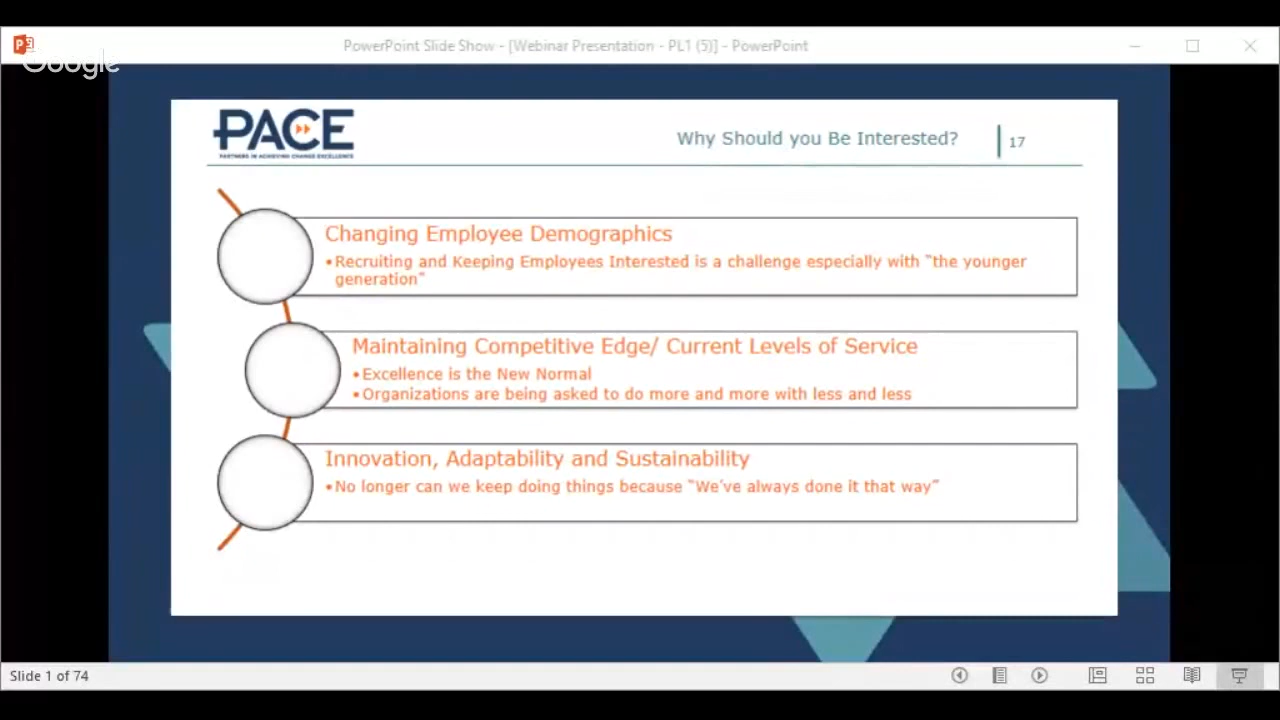 PowerPoint Slide Show - [Webinar Presentation - PL1 (5)] - PowerPoint
Google
PACE
PARTNERS IN ACHIEVING CHANGE EXCELLENCE
Why Should you Be Interested?
17
Changing Employee Demographics
•Recruiting and Keeping Employees Interested is a challenge especially with “the younger
generation”
Maintaining Competitive Edge/ Current Levels of Service
•Excellence is the New Normal
•Organizations are being asked to do more and more with less and less
Innovation, Adaptability and Sustainability
•No longer can we keep doing things because “We’ve always done it that way”
Slide 1 of 74